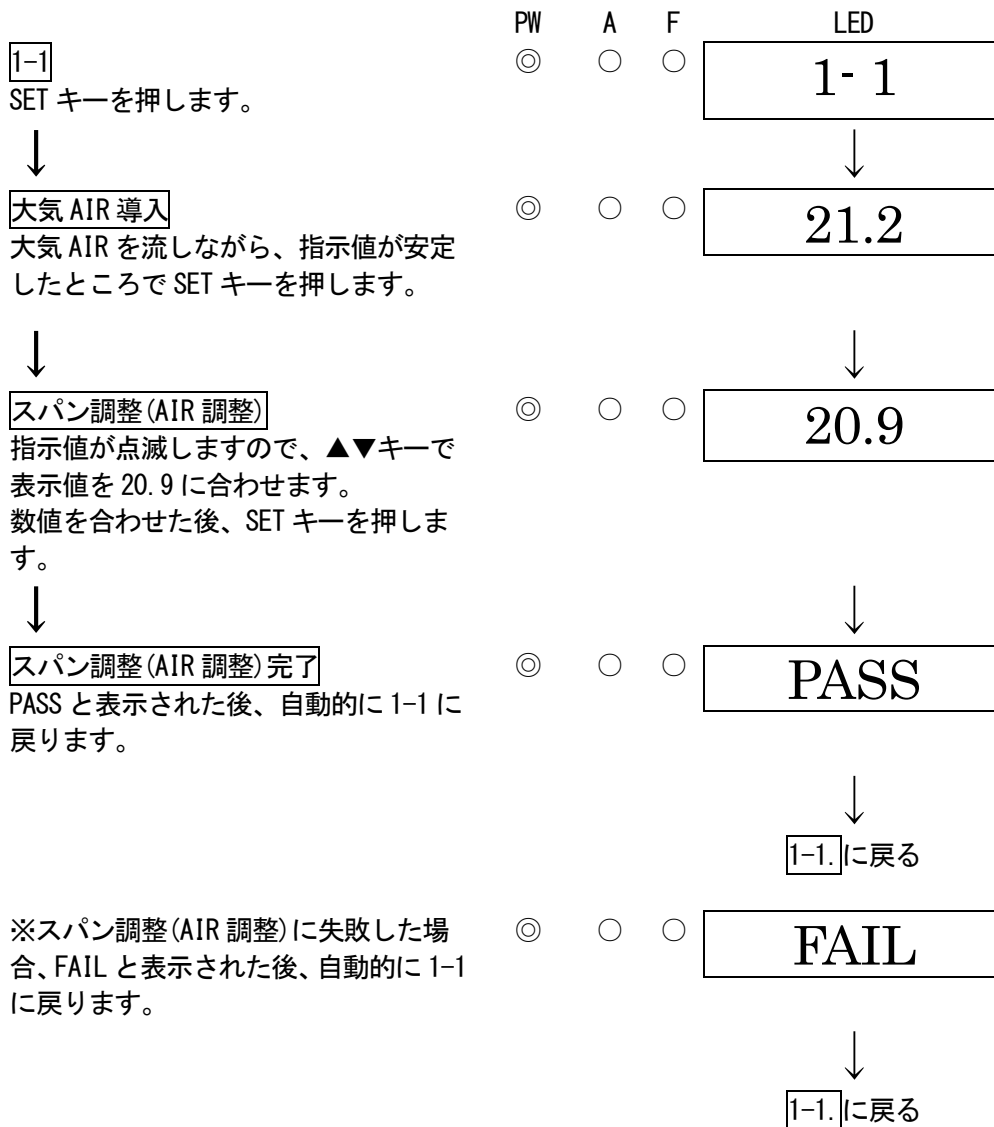 PW A F LED
1-1 ◎ ○ ○ 1- 1
SET キーを押します。
↓ ↓
大気 AIR 導入 ◎ ○ ○ 21.2
大気 AIR を流しながら、指示値が安定
したところで SET キーを押します。
↓ ↓
スパン調整(AIR 調整) ◎ ○ ○ 20.9
指示値が点滅しますので、▲▼キーで
表示値を 20.9 に合わせます。
数値を合わせた後、SET キーを押しま
す。
↓ ↓
スパン調整(AIR 調整)完了 ◎ ○ ○ PASS
PASS と表示された後、自動的に 1-1 に
戻ります。
↓
1-1.に戻る
※スパン調整(AIR 調整)に失敗した場 ◎ ○ ○ FAIL
合、FAIL と表示された後、自動的に 1-1
に戻ります。
↓
1-1.に戻る